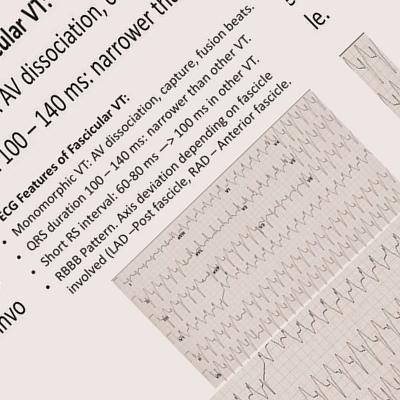 cular VT:
AV dissociation, c
100 – 140 ms: narrower tha
le.
ECG Features of Fascicular VT:
• Monomorphic VT: AV dissociation, capture, fusion beats.
• QRS duration 100 – 140 ms: narrower than other VT.
• Short RS interval: 60-80 ms —> 100 ms in other VT.
• RBBB Pattern. Axis deviation depending on fascicle
involved (LAD –Post fascicle, RAD – Anterior fascicle.
nvo